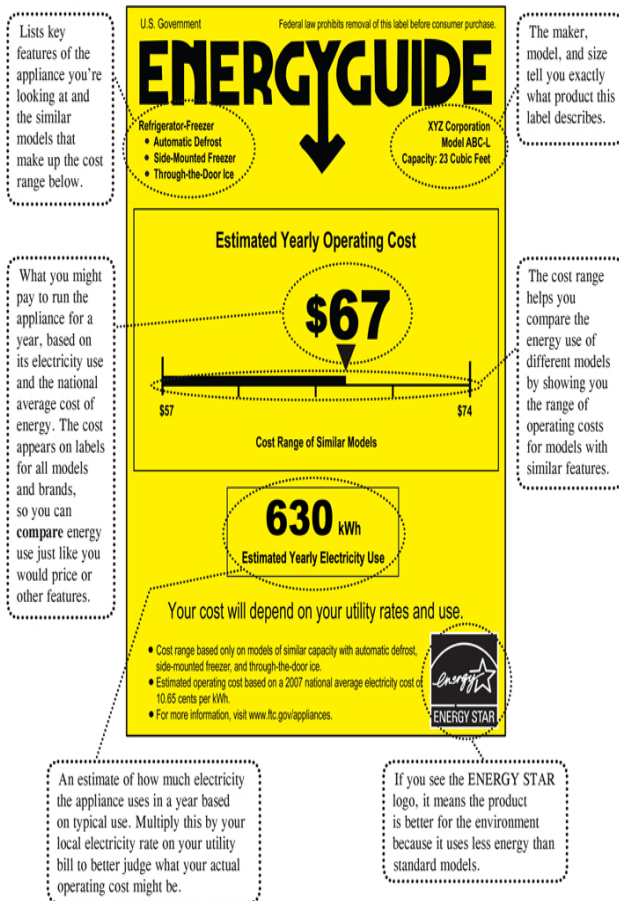 Lists key
features of the
appliance you're
looking at and
the similar
models that
make up the cost
range below.
U.S. Government
Federal law prohibits removal of this label before consumer purchase.
ENERGYGUIDE
Refrigerator-Freezer
• Automatic Defrost
• Side-Mounted Freezer
• Through-the-Door Ice
XYZ Corporation
Model ABC-L
Capacity: 23 Cubic Feet
The maker,
model, and size
tell you exactly
what product this
label describes.
What you might
pay to run the
appliance for a
year, based on
its electricity use
and the national
average cost of
energy. The cost
appears on labels
for all models
and brands,
so you can
compare energy
use just like you
would price or
other features.
Estimated Yearly Operating Cost
$67
$57
$74
Cost Range of Similar Models
The cost range
helps you
compare the
energy use of
different models
by showing you
the range of
operating costs
for models with
similar features.
630 kWh
Estimated Yearly Electricity Use
Your cost will depend on your utility rates and use.
• Cost range based only on models of similar capacity with automatic defrost,
side-mounted freezer, and through-the-door ice.
• Estimated operating cost based on a 2007 national average electricity cost of
10.65 cents per kWh.
• For more information, visit www.ftc.gov/appliances.
energy
ENERGY STAR
An estimate of how much electricity
the appliance uses in a year based
on typical use. Multiply this by your
local electricity rate on your utility
bill to better judge what your actual
operating cost might be.
If you see the ENERGY STAR
logo, it means the product
is better for the environment
because it uses less energy than
standard models.